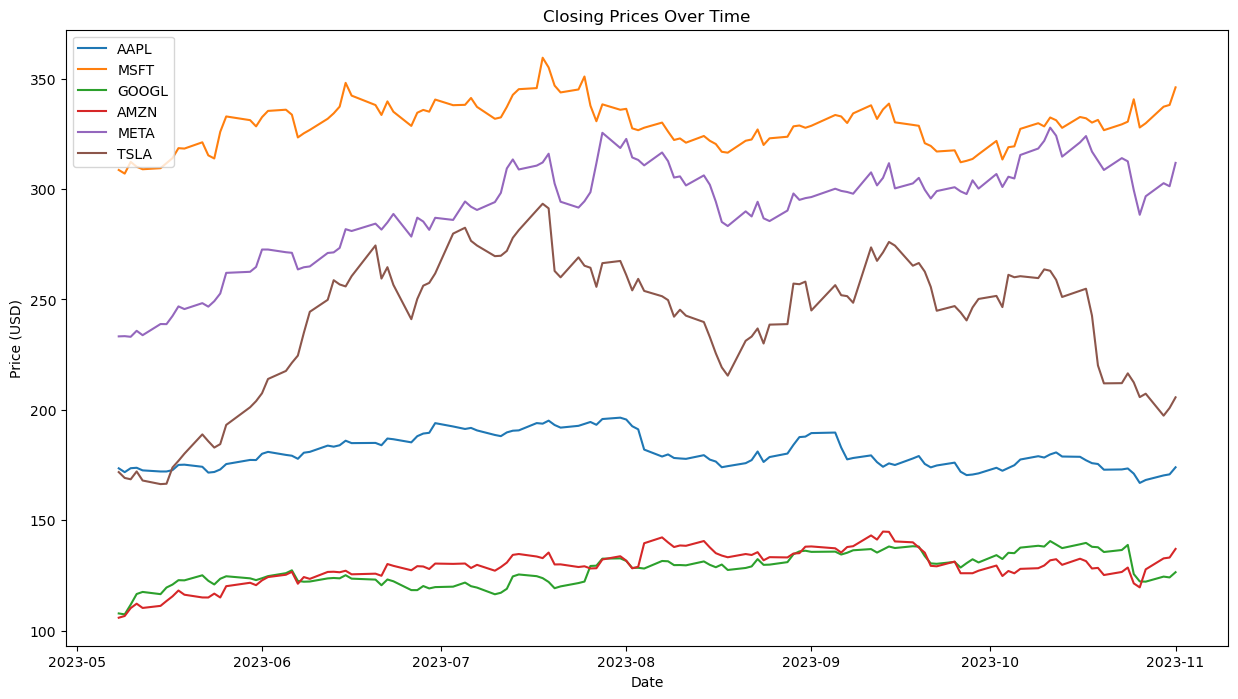 Closing Prices Over Time
AAPL
MSFT
GOOGL
AMZN
META
TSLA
Price (USD)
350
300
250
200
150
100
2023-05
2023-06
2023-07
2023-08
2023-09
2023-10
2023-11
Date